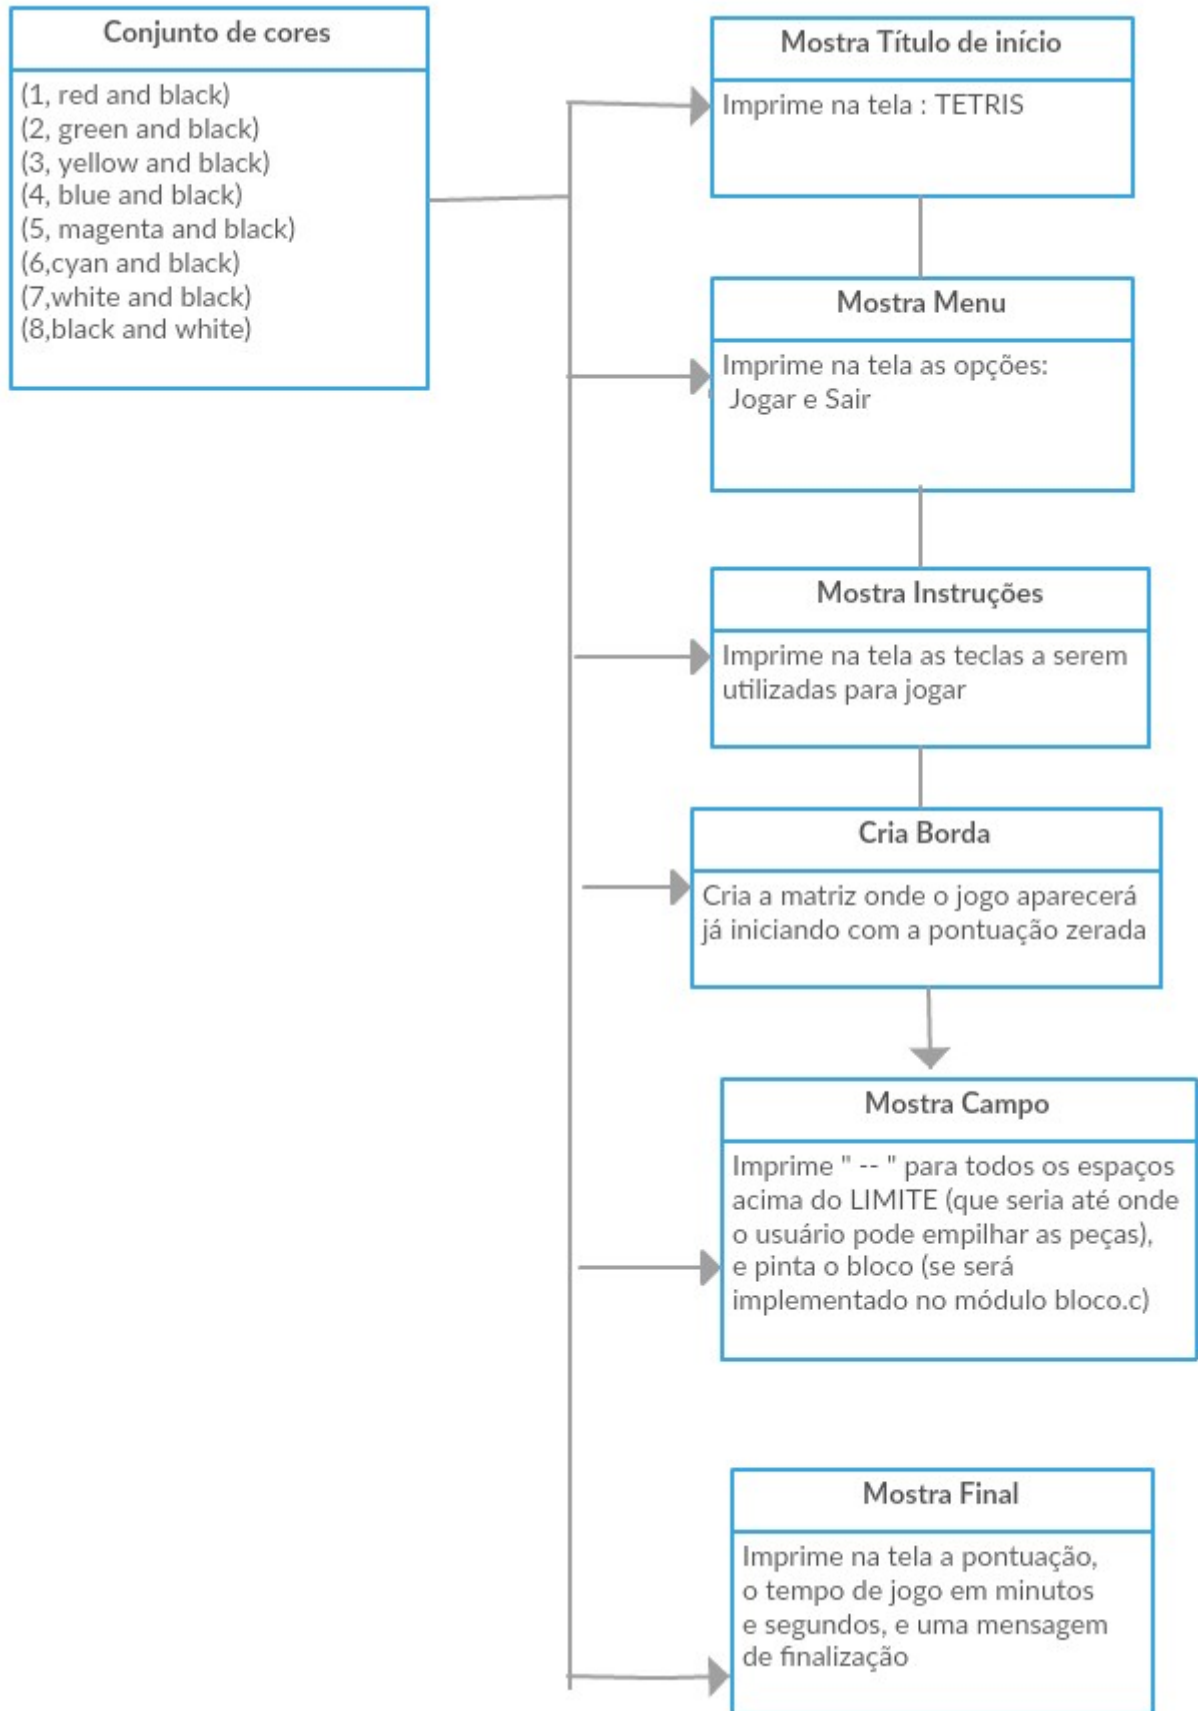 Conjunto de cores
(1, red and black)
(2, green and black)
(3, yellow and black)
(4, blue and black)
(5, magenta and black)
(6,cyan and black)
(7,white and black)
(8,black and white)
Mostra Título de início
Imprime na tela : TETRIS
Mostra Menu
Imprime na tela as opções:
Jogar e Sair
Mostra Instruções
Imprime na tela as teclas a serem
utilizadas para jogar
Cria Borda
Cria a matriz onde o jogo aparecerá
já iniciando com a pontuação zerada
Mostra Campo
Imprime " -- " para todos os espaços
acima do LIMITE (que seria até onde
o usuário pode empilhar as peças),
e pinta o bloco (se será
implementado no módulo bloco.c)
Mostra Final
Imprime na tela a pontuação,
o tempo de jogo em minutos
e segundos, e uma mensagem
de finalização